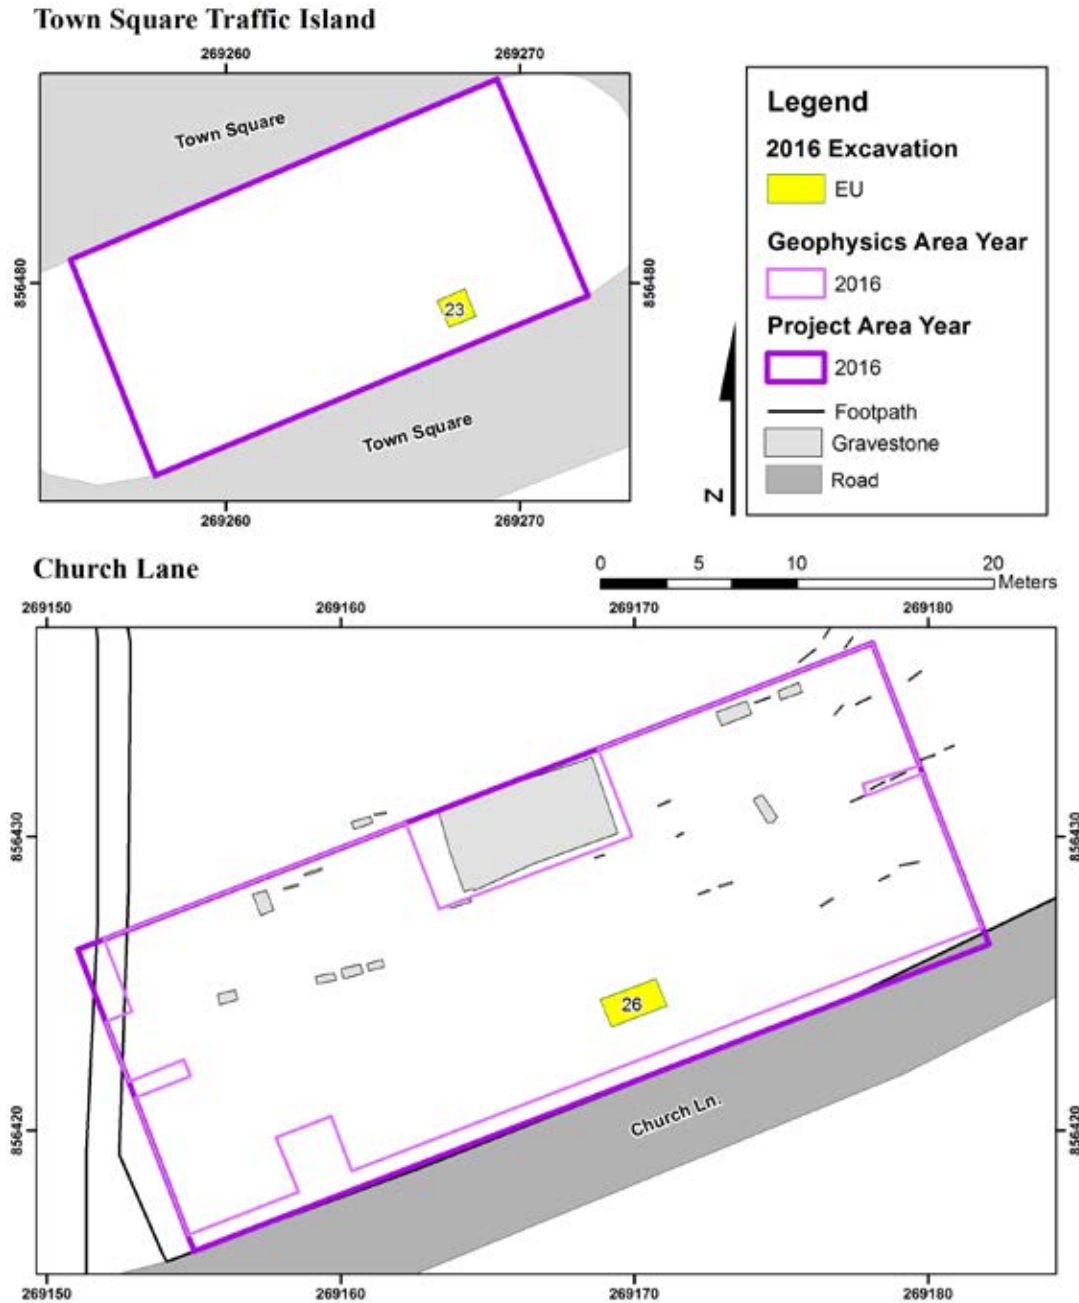 Town Square Traffic Island
269260
269270
Town Square
856480
856480
23
Town Square
269260
269270
Legend
2016 Excavation
EU
Geophysics Area Year
2016
Project Area Year
2016
Footpath
Gravestone
Road
N
Church Lane
0 5 10 20
Meters
269150
269160
269170
269180
856430
856430
26
Church Ln.
856420
856420
269150
269160
269170
269180